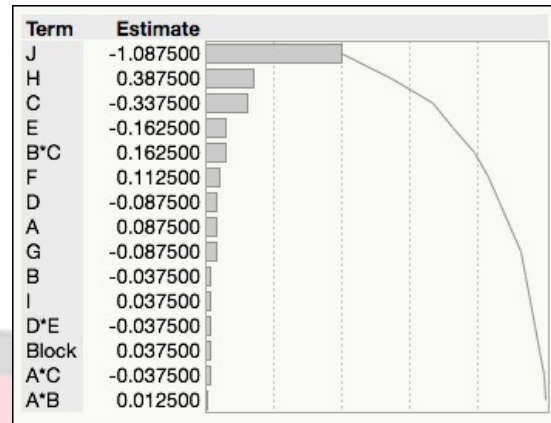 Term Estimate
J -1.087500
H 0.387500
C -0.337500
E -0.162500
B*C 0.162500
F 0.112500
D -0.087500
A 0.087500
G -0.087500
B -0.037500
I 0.037500
D*E -0.037500
Block 0.037500
A*C -0.037500
A*B 0.012500